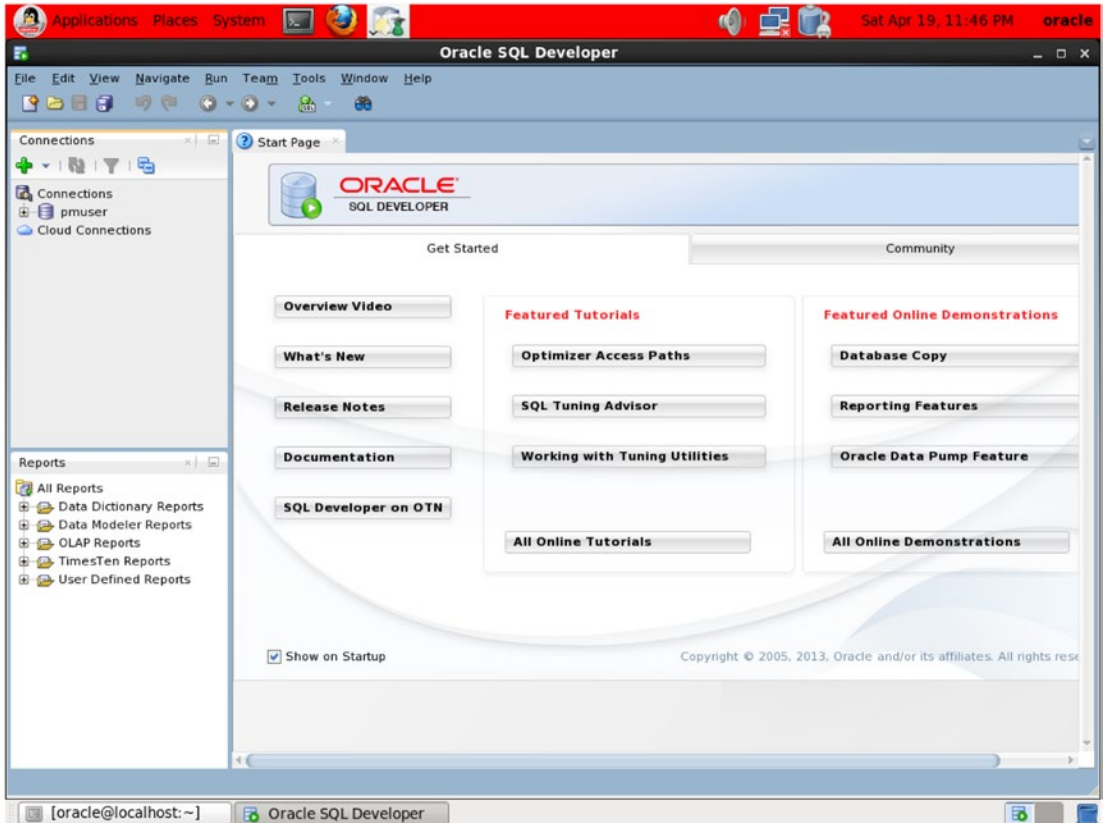 Applications Places System Sat Apr 19, 11:46 PM oracle
Oracle SQL Developer
File Edit View Navigate Run Team Tools Window Help
Connections
Start Page
Connections
pmuser
Cloud Connections
ORACLE
SQL DEVELOPER
Get Started Community
Overview Video
What's New
Release Notes
Documentation
SQL Developer on OTN
Featured Tutorials
Optimizer Access Paths
SQL Tuning Advisor
Working with Tuning Utilities
All Online Tutorials
Featured Online Demonstrations
Database Copy
Reporting Features
Oracle Data Pump Feature
All Online Demonstrations
Reports
All Reports
Data Dictionary Reports
Data Modeler Reports
OLAP Reports
TimesTen Reports
User Defined Reports
Show on Startup
Copyright © 2005, 2013, Oracle and/or its affiliates. All rights rese
[oracle@localhost:~] Oracle SQL Developer